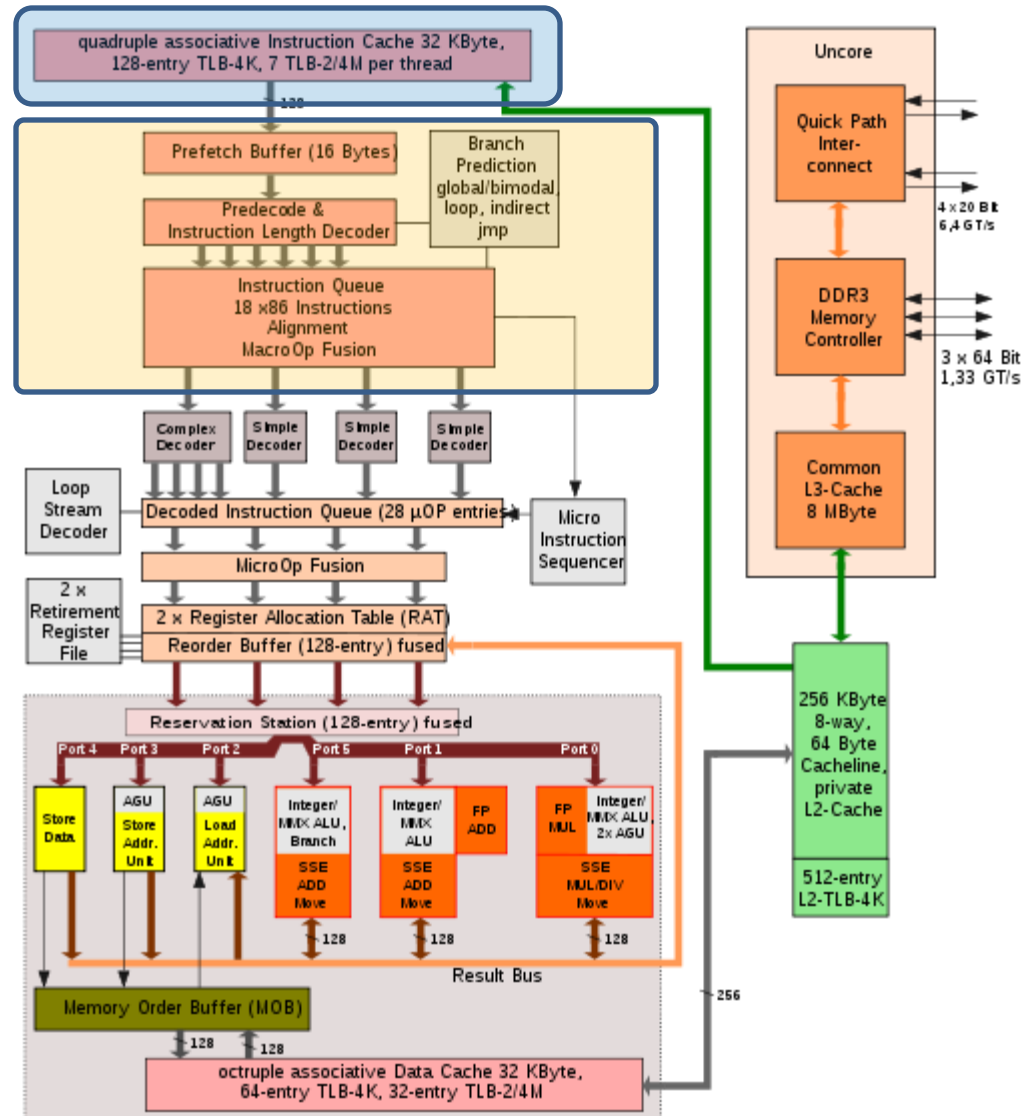 quadruple associative Instruction Cache 32 KByte,
128-entry TLB-4K, 7 TLB-2/4M per thread
128
Prefetch Buffer (16 Bytes)
Predecode &
Instruction Length Decoder
Branch
Prediction
global/bimodal,
loop, indirect
jmp
Instruction Queue
18 x86 Instructions
Alignment
MacroOp Fusion
Complex
Decoder
Simple
Decoder
Simple
Decoder
Simple
Decoder
Loop
Stream
Decoder
Decoded Instruction Queue (28 µOP entries)
Micro
Instruction
Sequencer
MicroOp Fusion
2 x
Retirement
Register
File
2 x Register Allocation Table (RAT)
Reorder Buffer (128-entry) fused
Reservation Station (128-entry) fused
Port 4
Port 3
Port 2
Port 5
Port 1
Port 0
Store
Data
AGU
Store
Addr.
Unit
AGU
Load
Addr.
Unit
Integer/
MMX ALU,
Branch
SSE
ADD
Move
Integer/
MMX
ALU
SSE
ADD
Move
FP
ADD
FP
MUL
Integer/
MMX ALU,
2x AGU
SSE
MUL/DIV
Move
128
128
128
Result Bus
Memory Order Buffer (MOB)
128
128
octruple associative Data Cache 32 KByte,
64-entry TLB-4K, 32-entry TLB-2/4M
Uncore
Quick Path
Inter-
connect
4 x 20 Bit
6,4 GT/s
DDR3
Memory
Controller
3 x 64 Bit
1,33 GT/s
Common
L3-Cache
8 MByte
256 KByte
8-way,
64 Byte
Cacheline,
private
L2-Cache
512-entry
L2-TLB-4K
256